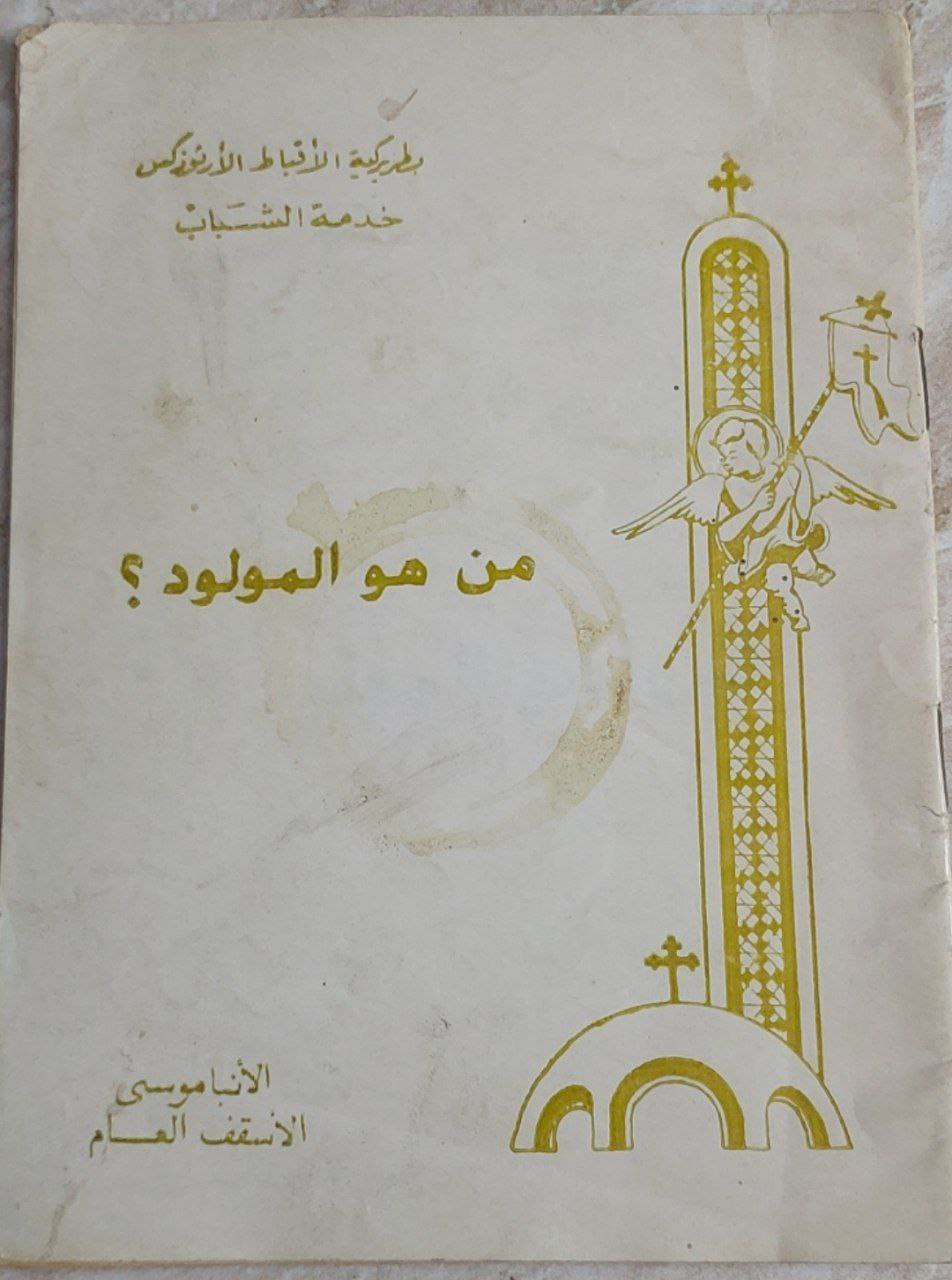 بطريركية الأقباط الأرثوذكس
خدمة الشباب
من هو المولود ؟
الأنبا موسى
الأسقف العام